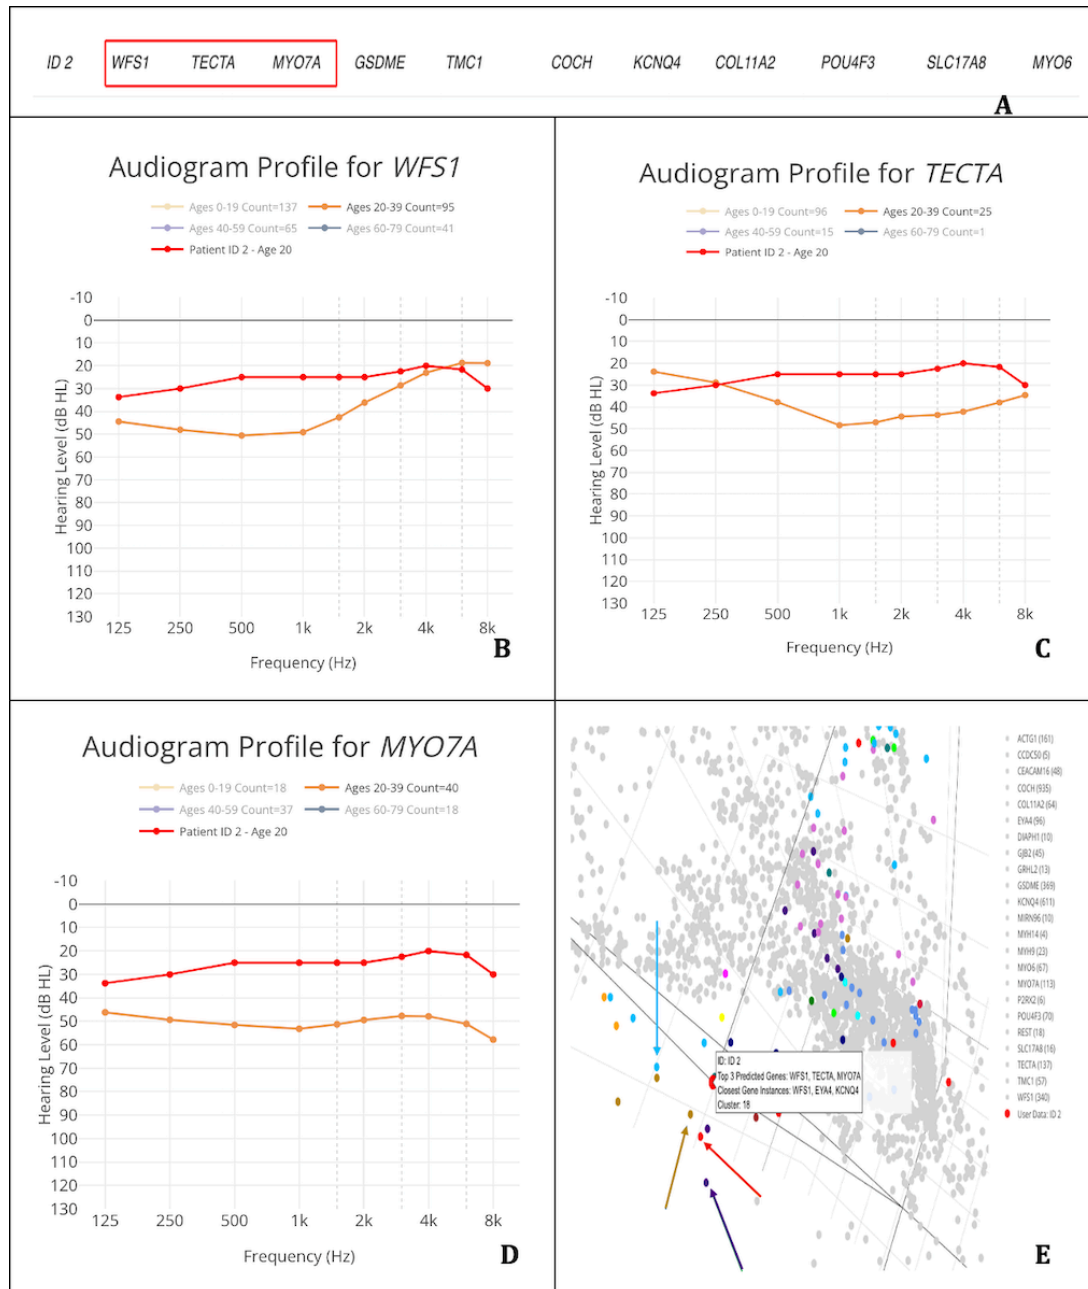 ID 2 WFS1 TECTA MYO7A GSDME TMC1 COCH KCNQ4 COL11A2 POU4F3 SLC17A8 MYO6
A
Audiogram Profile for WFS1
Ages 0-19 Count=137 Ages 20-39 Count=95
Ages 40-59 Count=65 Ages 60-79 Count=41
Patient ID 2 - Age 20
Hearing Level (dB HL)
-10
0
10
20
30
40
50
60
70
80
90
100
110
120
130
125 250 500 1k 2k 4k 8k
Frequency (Hz)
B
Audiogram Profile for TECTA
Ages 0-19 Count=96 Ages 20-39 Count=25
Ages 40-59 Count=15 Ages 60-79 Count=1
Patient ID 2 - Age 20
Hearing Level (dB HL)
-10
0
10
20
30
40
50
60
70
80
90
100
110
120
130
125 250 500 1k 2k 4k 8k
Frequency (Hz)
C
Audiogram Profile for MYO7A
Ages 0-19 Count=18 Ages 20-39 Count=40
Ages 40-59 Count=37 Ages 60-79 Count=18
Patient ID 2 - Age 20
Hearing Level (dB HL)
-10
0
10
20
30
40
50
60
70
80
90
100
110
120
130
125 250 500 1k 2k 4k 8k
Frequency (Hz)
D
ACTG1 (161)
CCDC50 (5)
CEACAM16 (48)
COCH (935)
COL11A2 (64)
EYA4 (96)
DIAPH1 (10)
GJB2 (45)
GRHL2 (13)
GSDME (369)
KCNQ4 (611)
MIRN96 (10)
MYH14 (4)
MYH9 (23)
MYO6 (67)
MYO7A (113)
P2RX2 (6)
POU4F3 (70)
REST (18)
SLC17A8 (16)
TECTA (137)
TMC1 (57)
WFS1 (340)
User Data: ID 2
ID: ID 2
Top 3 Predicted Genes: WFS1, TECTA, MYO7A
Closest Gene Instances: WFS1, EYA4, KCNQ4
Cluster: 18
E